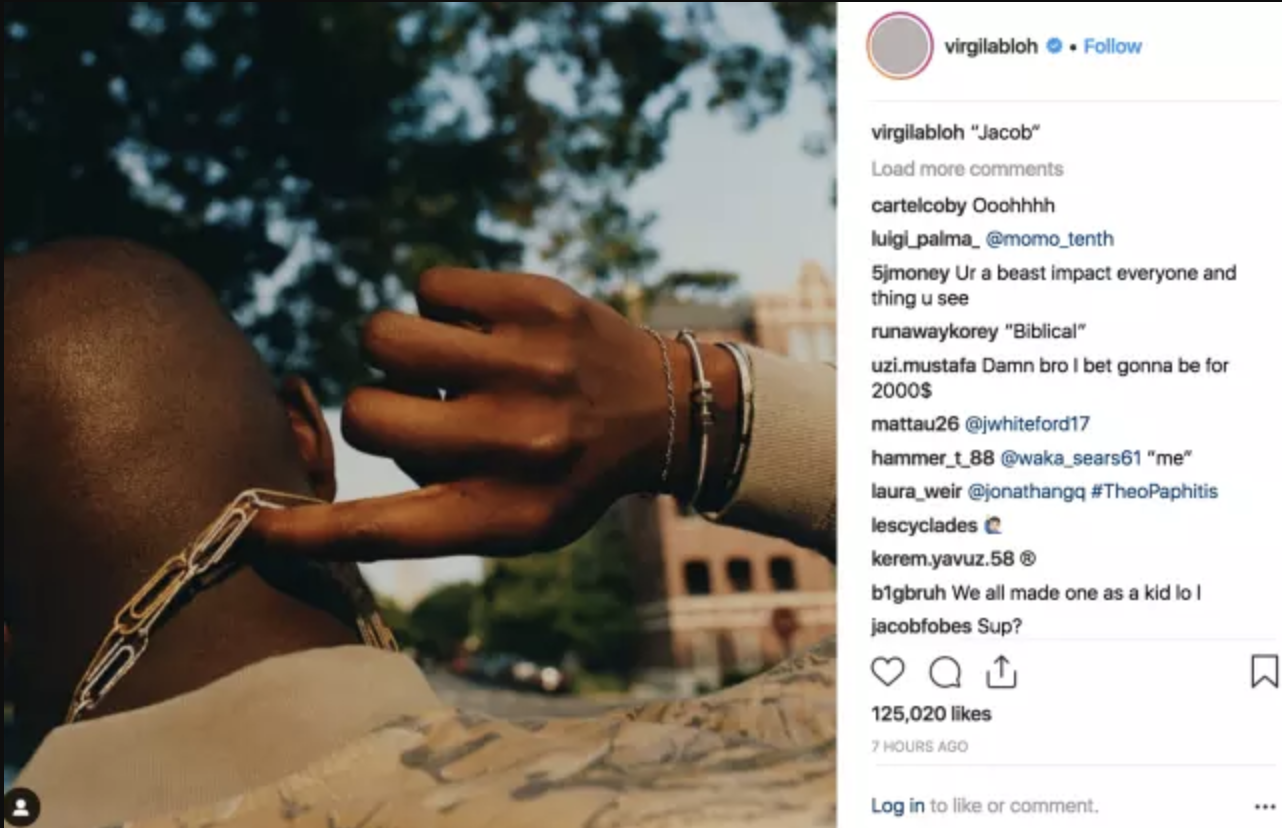 virgilabloh • Follow
virgilabloh "Jacob"
Load more comments
cartelcoby Ooohhhh
luigi_palma_ @momo_tenth
5jmoney Ur a beast impact everyone and
thing u see
runawaykorey "Biblical"
uzi.mustafa Damn bro I bet gonna be for
2000$
mattau26 @jwhiteford17
hammer_t_88 @waka_sears61 "me"
laura_weir @jonathangq #TheoPaphitis
lescyclades 🙋🏻‍♂️
kerem.yavuz.58 ®
b1gbruh We all made one as a kid lo l
jacobfobes Sup?
125,020 likes
7 HOURS AGO
Log in to like or comment.